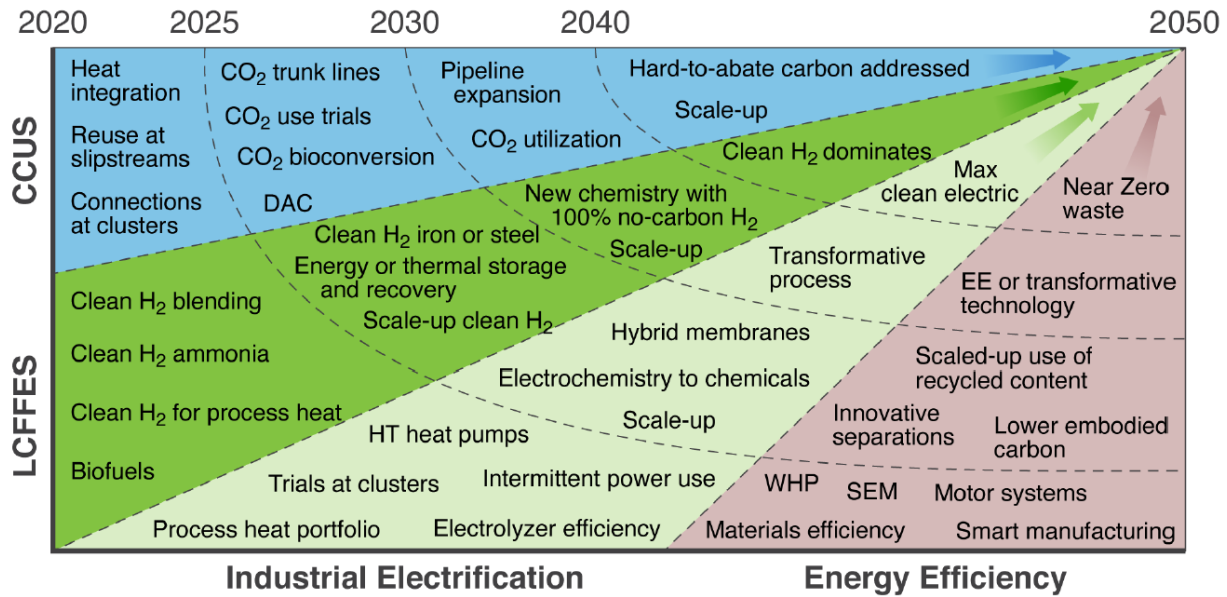 2020 2025 2030 2040 2050
CCUS
Heat
integration
Reuse at
slipstreams
Connections
at clusters
CO₂ trunk lines
CO₂ use trials
CO₂ bioconversion
DAC
Pipeline
expansion
CO₂ utilization
Hard-to-abate carbon addressed
Scale-up
LCFFES
Clean H₂ blending
Clean H₂ ammonia
Clean H₂ for process heat
Biofuels
Clean H₂ iron or steel
Energy or thermal storage
and recovery
Scale-up clean H₂
New chemistry with
100% no-carbon H₂
Scale-up
Clean H₂ dominates
Process heat portfolio
Trials at clusters
HT heat pumps
Intermittent power use
Electrolyzer efficiency
Hybrid membranes
Electrochemistry to chemicals
Scale-up
Transformative
process
Max
clean electric
Materials efficiency
WHP
SEM
Motor systems
Smart manufacturing
Innovative
separations
Lower embodied
carbon
Scaled-up use of
recycled content
EE or transformative
technology
Near Zero
waste
Industrial Electrification
Energy Efficiency